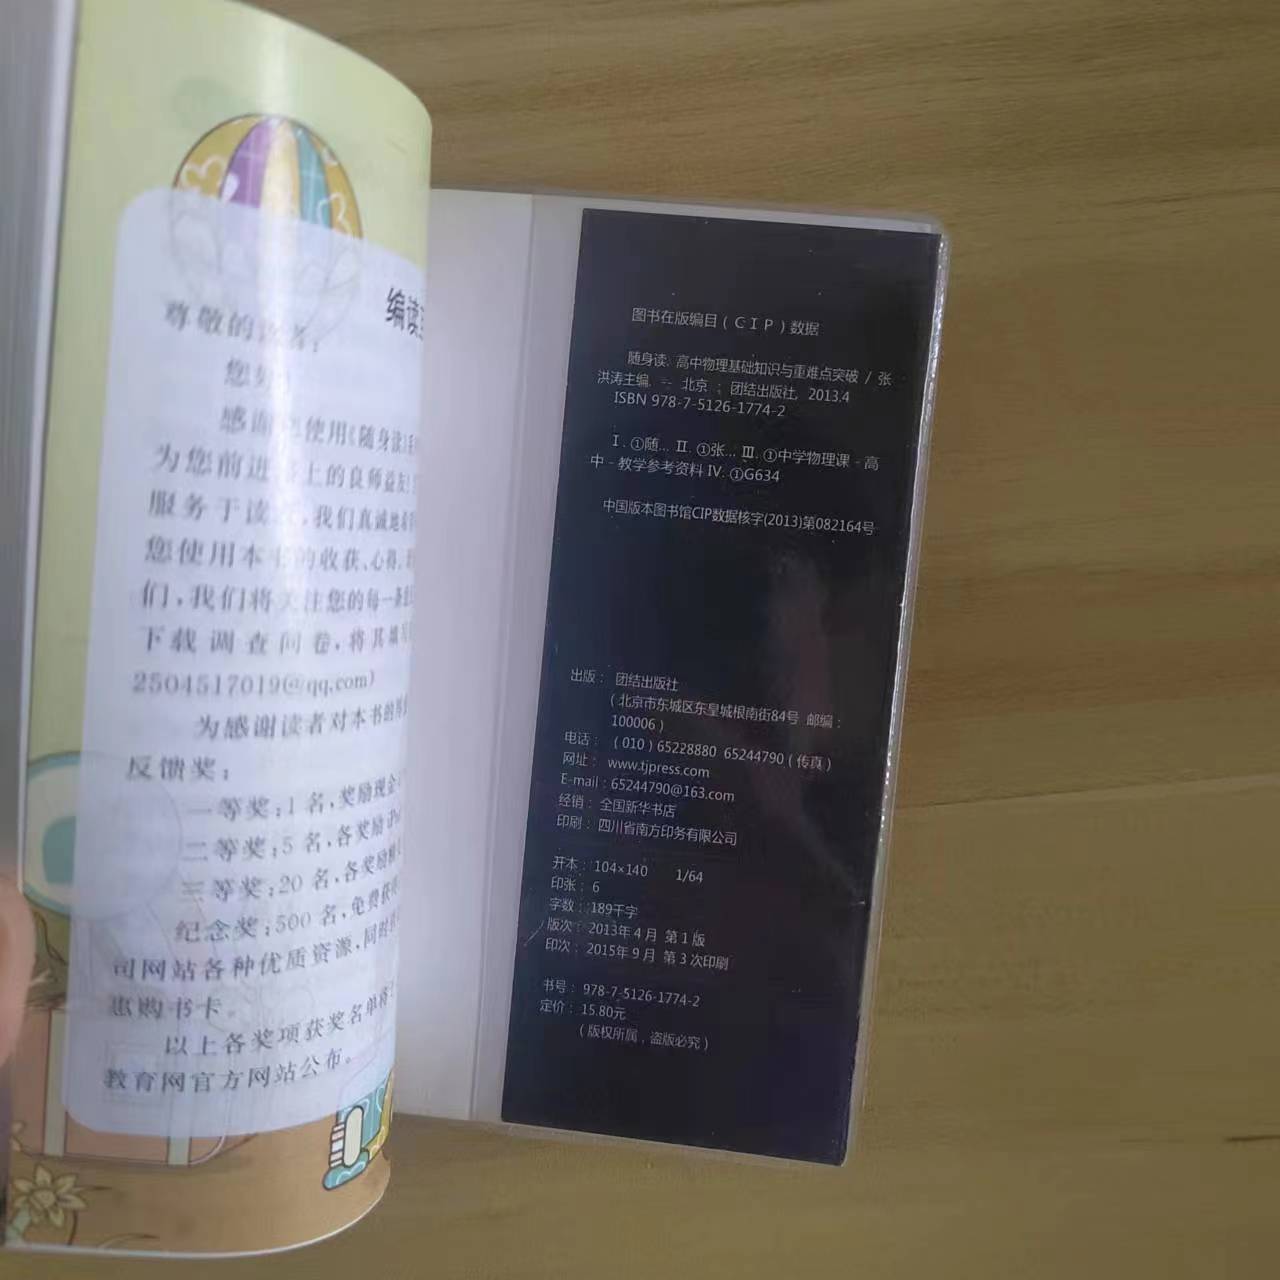 编读
尊敬的读者：
您好
感谢您使用《随身读》
为您前进路上的良师益友！
服务于读，我们真诚地希
您使用本书的收获、心得、
们，我们将关注您的每一条
下载调查问卷，将其填
2504517019@qq.com)
为感谢读者对本书的
反馈奖：
一等奖：1名，奖励现金
二等奖：5名，各奖励
三等奖：20名，各奖励
纪念奖：500名，免费获
司网站各种优质资源，同时
惠购书卡。
以上各奖项获奖名单将
教育网官方网站公布。
图书在版编目（CIP）数据
随身读. 高中物理基础知识与重难点突破 / 张
洪涛主编. -- 北京 ： 团结出版社, 2013.4
ISBN 978-7-5126-1774-2
Ⅰ. ①随... Ⅱ. ①张... Ⅲ. ①中学物理课 - 高
中 - 教学参考资料 Ⅳ. ①G634
中国版本图书馆CIP数据核字(2013)第082164号
出版： 团结出版社
（北京市东城区东皇城根南街84号 邮编：
100006）
电话：（010）65228880 65244790（传真）
网址： www.tjpress.com
E-mail：65244790@163.com
经销： 全国新华书店
印刷： 四川省南方印务有限公司
开本：104×140 1/64
印张：6
字数：189千字
版次：2013年4月 第1版
印次：2015年9月 第3次印刷
书号： 978-7-5126-1774-2
定价： 15.80元
（版权所属，盗版必究）